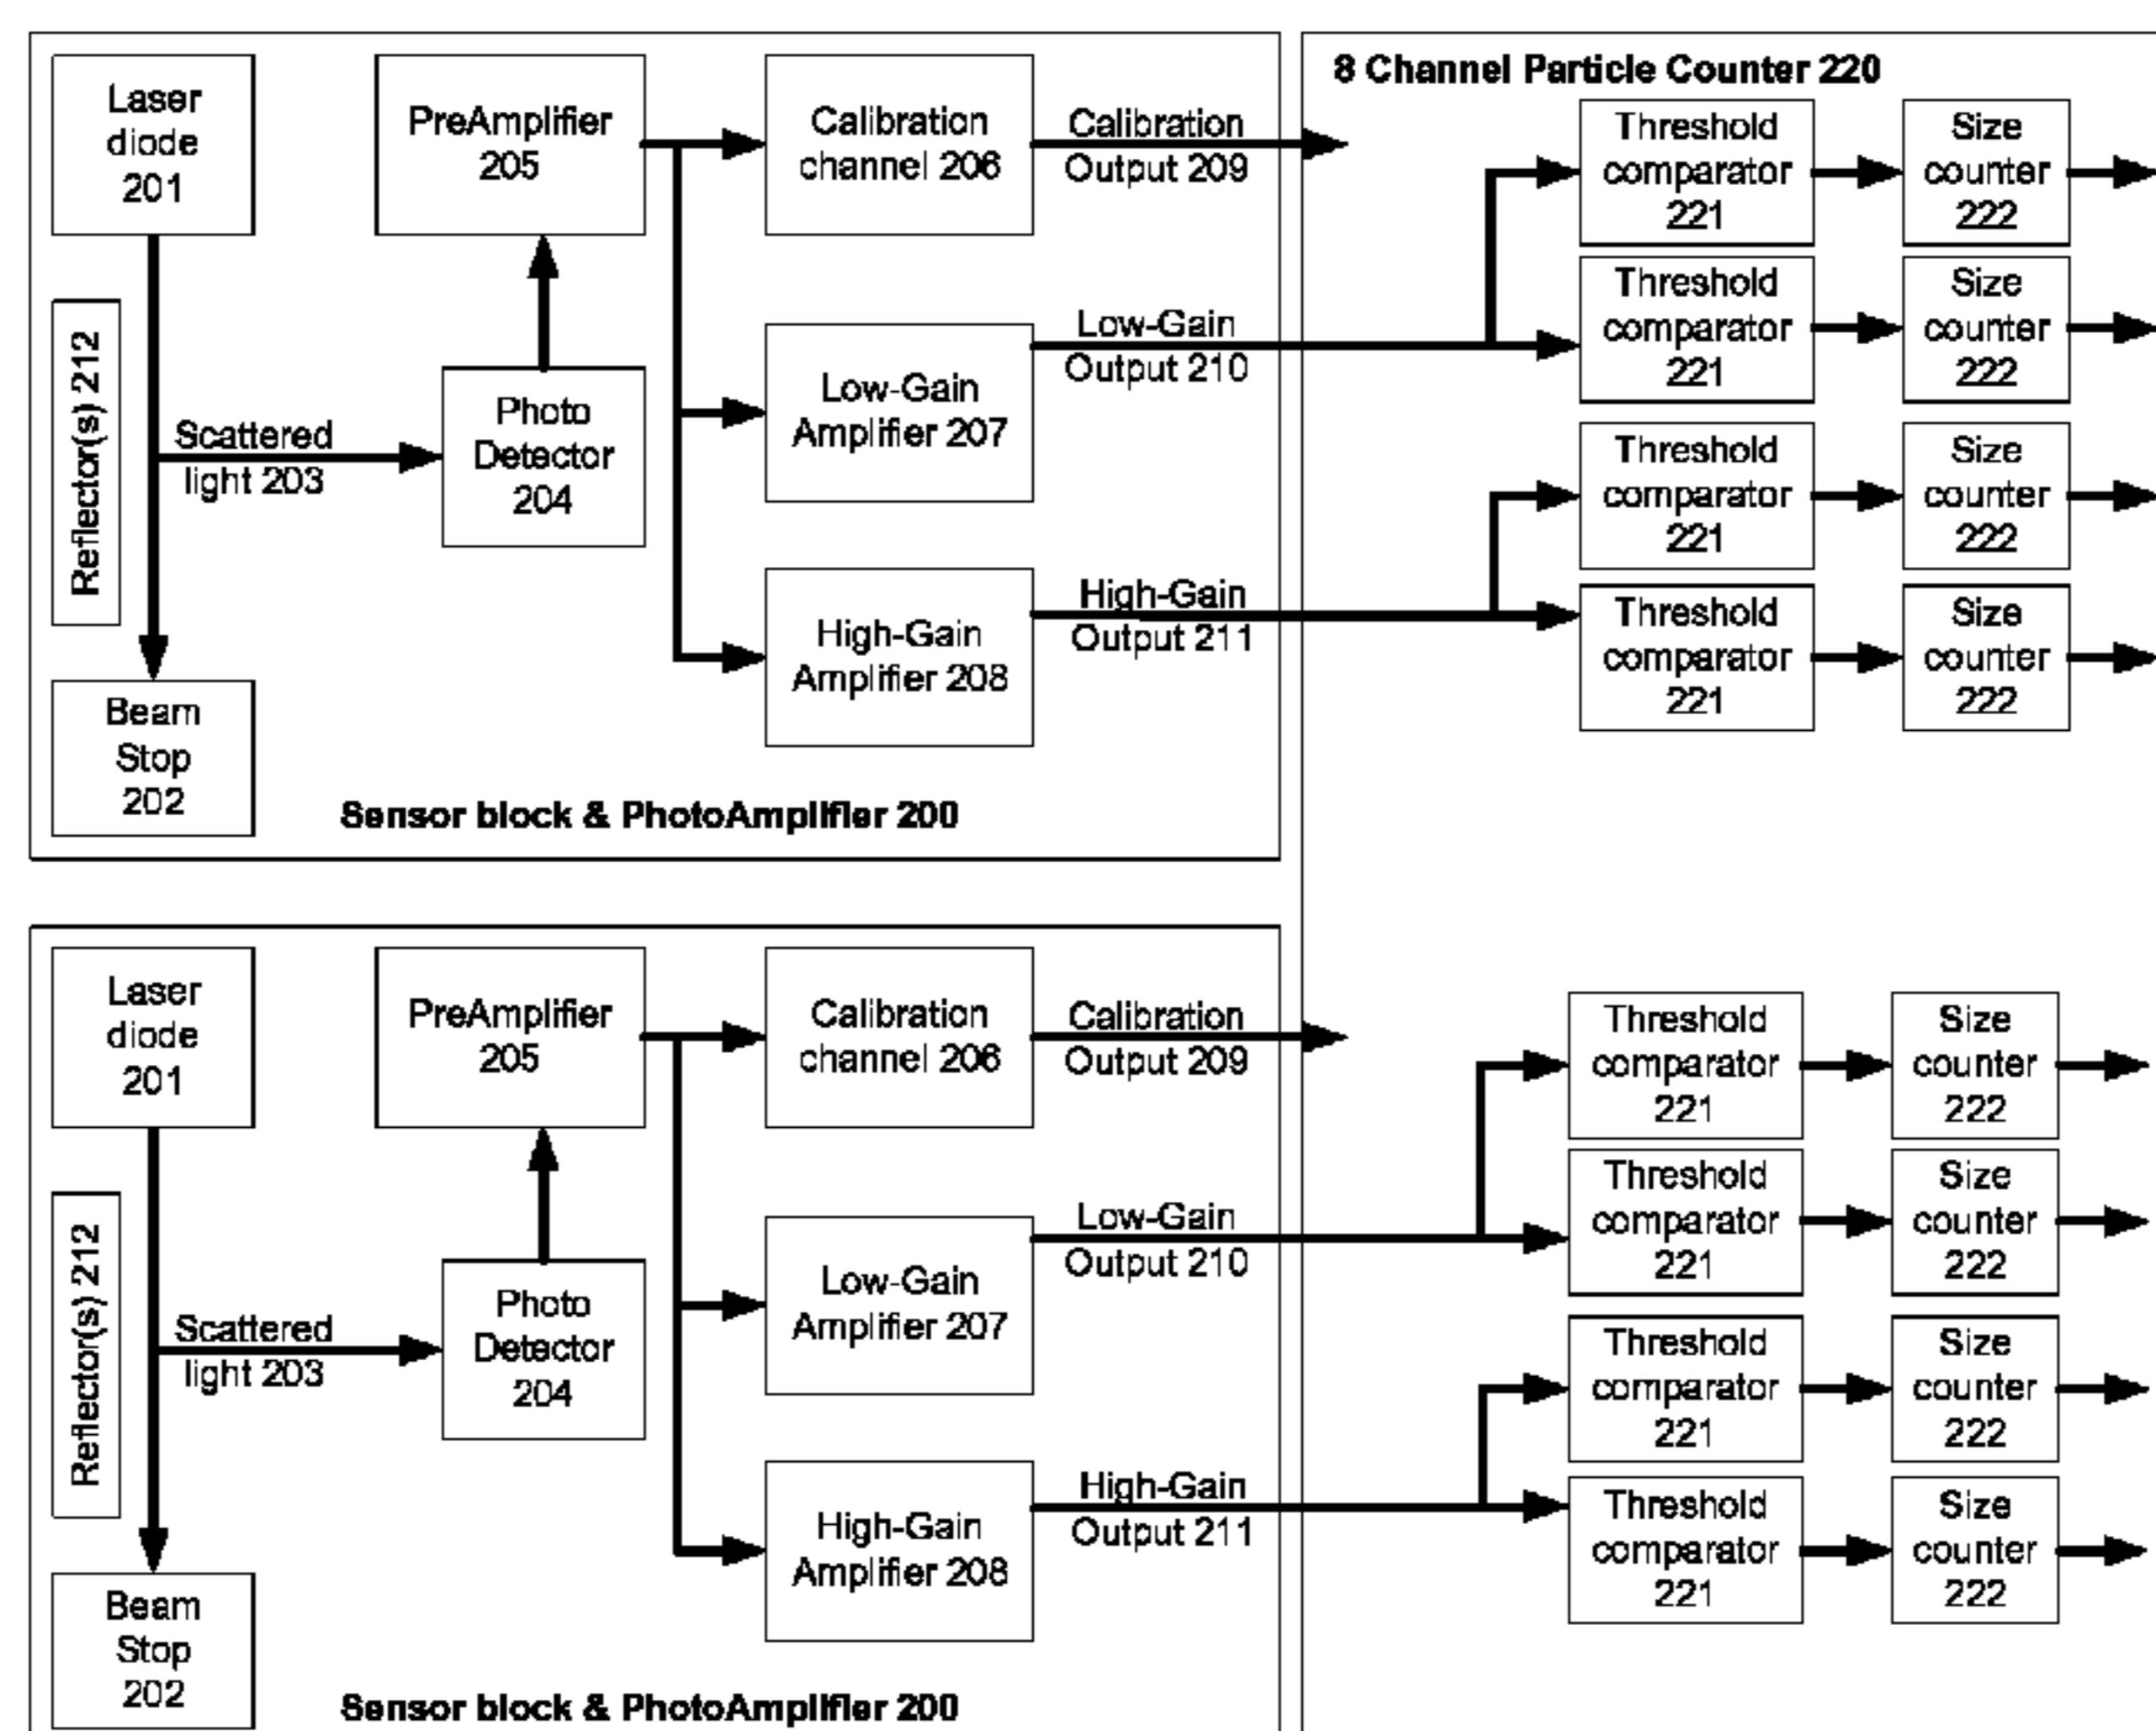 8 Channel Particle Counter 220
Laser
diode
201
PreAmplifier
205
Calibration
channel 206
Calibration
Output 209
Reflector(s) 212
Scattered
light 203
Photo
Detector
204
Low-Gain
Amplifier 207
Low-Gain
Output 210
High-Gain
Amplifier 208
High-Gain
Output 211
Beam
Stop
202
Sensor block & PhotoAmplifier 200
Threshold
comparator
221
Size
counter
222
Threshold
comparator
221
Size
counter
222
Threshold
comparator
221
Size
counter
222
Threshold
comparator
221
Size
counter
222
Laser
diode
201
PreAmplifier
205
Calibration
channel 206
Calibration
Output 209
Reflector(s) 212
Scattered
light 203
Photo
Detector
204
Low-Gain
Amplifier 207
Low-Gain
Output 210
High-Gain
Amplifier 208
High-Gain
Output 211
Beam
Stop
202
Sensor block & PhotoAmplifier 200
Threshold
comparator
221
Size
counter
222
Threshold
comparator
221
Size
counter
222
Threshold
comparator
221
Size
counter
222
Threshold
comparator
221
Size
counter
222